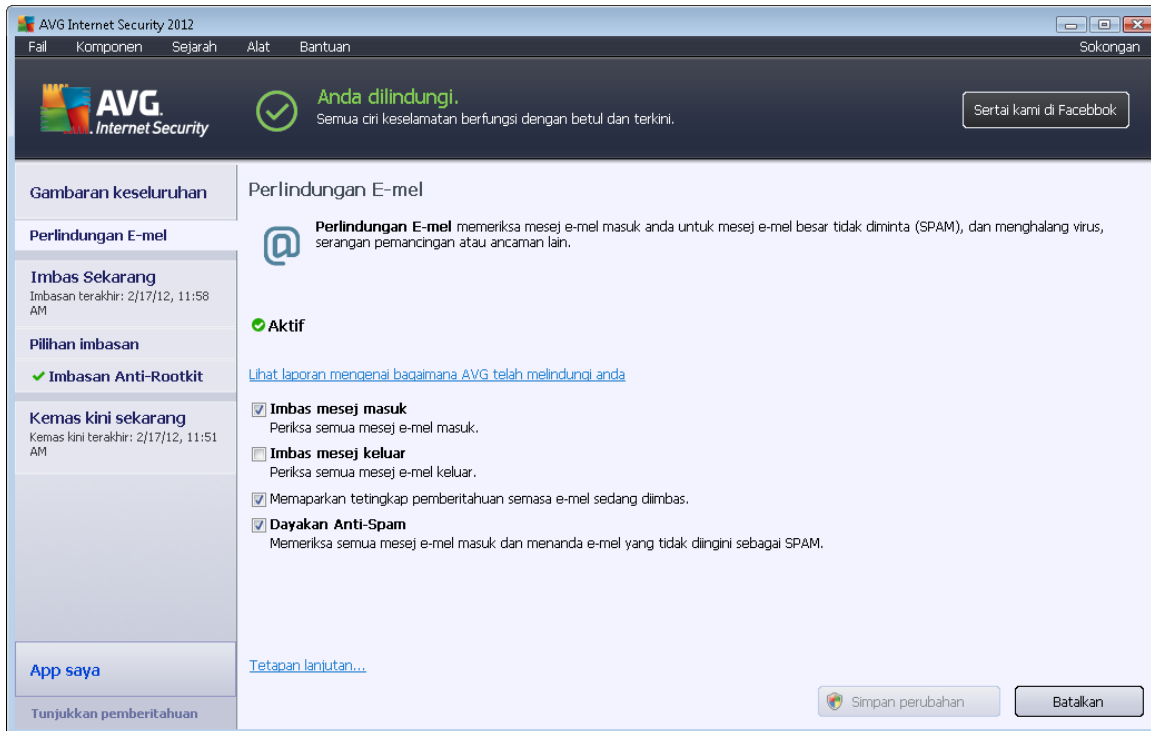 AVG Internet Security 2012
Fail Komponen Sejarah Alat Bantuan Sokongan
AVG.
Internet Security
Anda dilindungi.
Semua ciri keselamatan berfungsi dengan betul dan terkini.
Sertai kami di Facebbok
Gambaran keseluruhan
Perlindungan E-mel
Imbas Sekarang
Imbasan terakhir: 2/17/12, 11:58
AM
Pilihan imbasan
Imbasan Anti-Rootkit
Kemas kini sekarang
Kemas kini terakhir: 2/17/12, 11:51
AM
App saya
Tunjukkan pemberitahuan
Perlindungan E-mel
@
Perlindungan E-mel memeriksa mesej e-mel masuk anda untuk mesej e-mel besar tidak diminta (SPAM), dan menghalang virus,
serangan pemancingan atau ancaman lain.
Aktif
Lihat laporan mengenai bagaimana AVG telah melindungi anda
Imbas mesej masuk
Periksa semua mesej e-mel masuk.
Imbas mesej keluar
Periksa semua mesej e-mel keluar.
Memaparkan tetingkap pemberitahuan semasa e-mel sedang diimbas.
Dayakan Anti-Spam
Memeriksa semua mesej e-mel masuk dan menanda e-mel yang tidak diingini sebagai SPAM.
Tetapan lanjutan...
Simpan perubahan
Batalkan